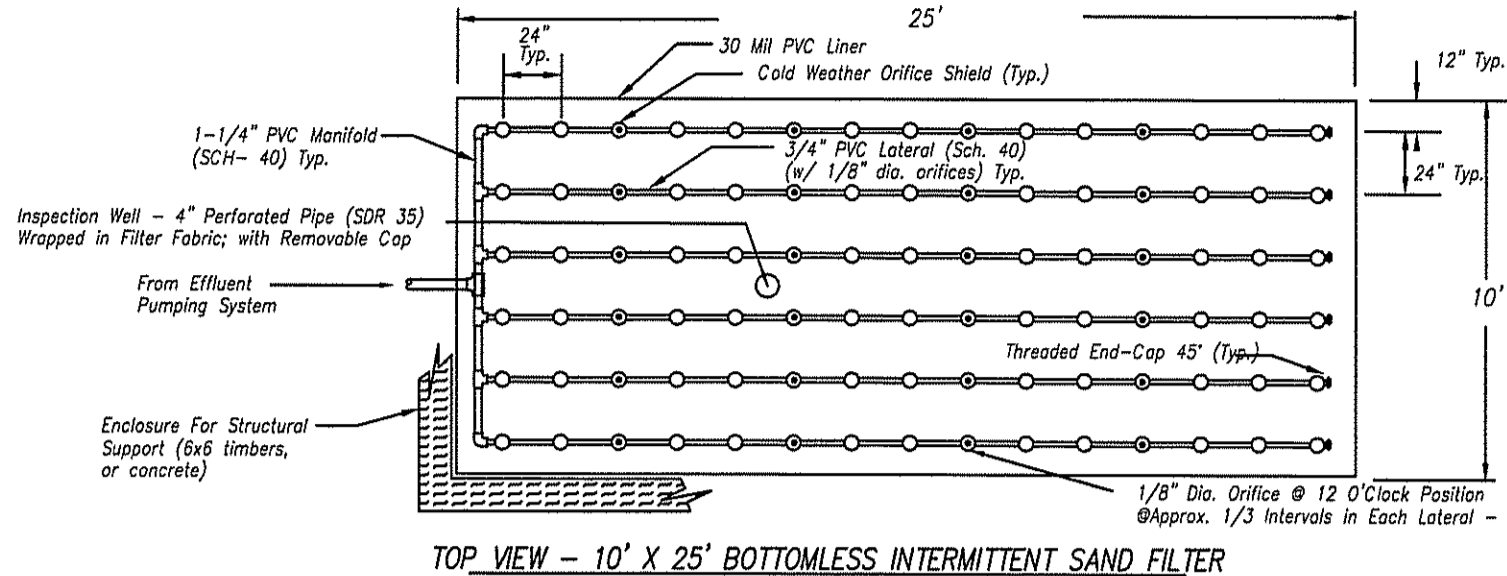 25'
24"
Typ.
30 Mil PVC Liner
Cold Weather Orifice Shield (Typ.)
12" Typ.
1-1/4" PVC Manifold
(SCH- 40) Typ.
3/4" PVC Lateral (Sch. 40)
(w/ 1/8" dia. orifices) Typ.
24" Typ.
Inspection Well - 4" Perforated Pipe (SDR 35)
Wrapped in Filter Fabric; with Removable Cap
From Effluent
Pumping System
10'
Threaded End-Cap 45° (Typ.)
Enclosure For Structural
Support (6x6 timbers,
or concrete)
1/8" Dia. Orifice @ 12 O'Clock Position
@Approx. 1/3 Intervals in Each Lateral -
TOP VIEW - 10' X 25' BOTTOMLESS INTERMITTENT SAND FILTER